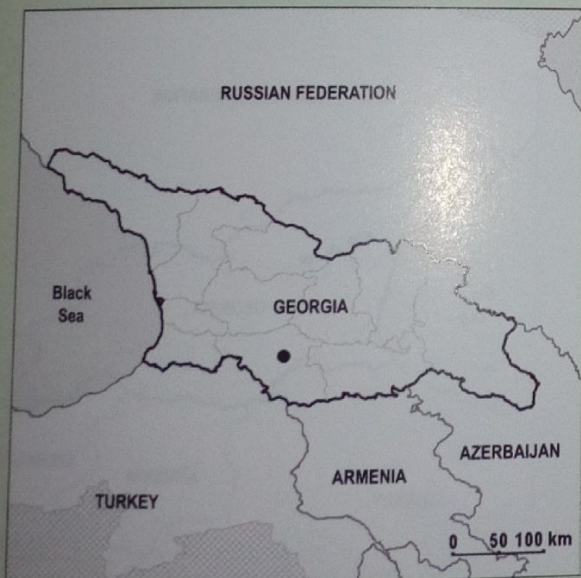 RUSSIAN FEDERATION
Black
Sea
GEORGIA
AZERBAIJAN
ARMENIA
TURKEY
0 50 100 km